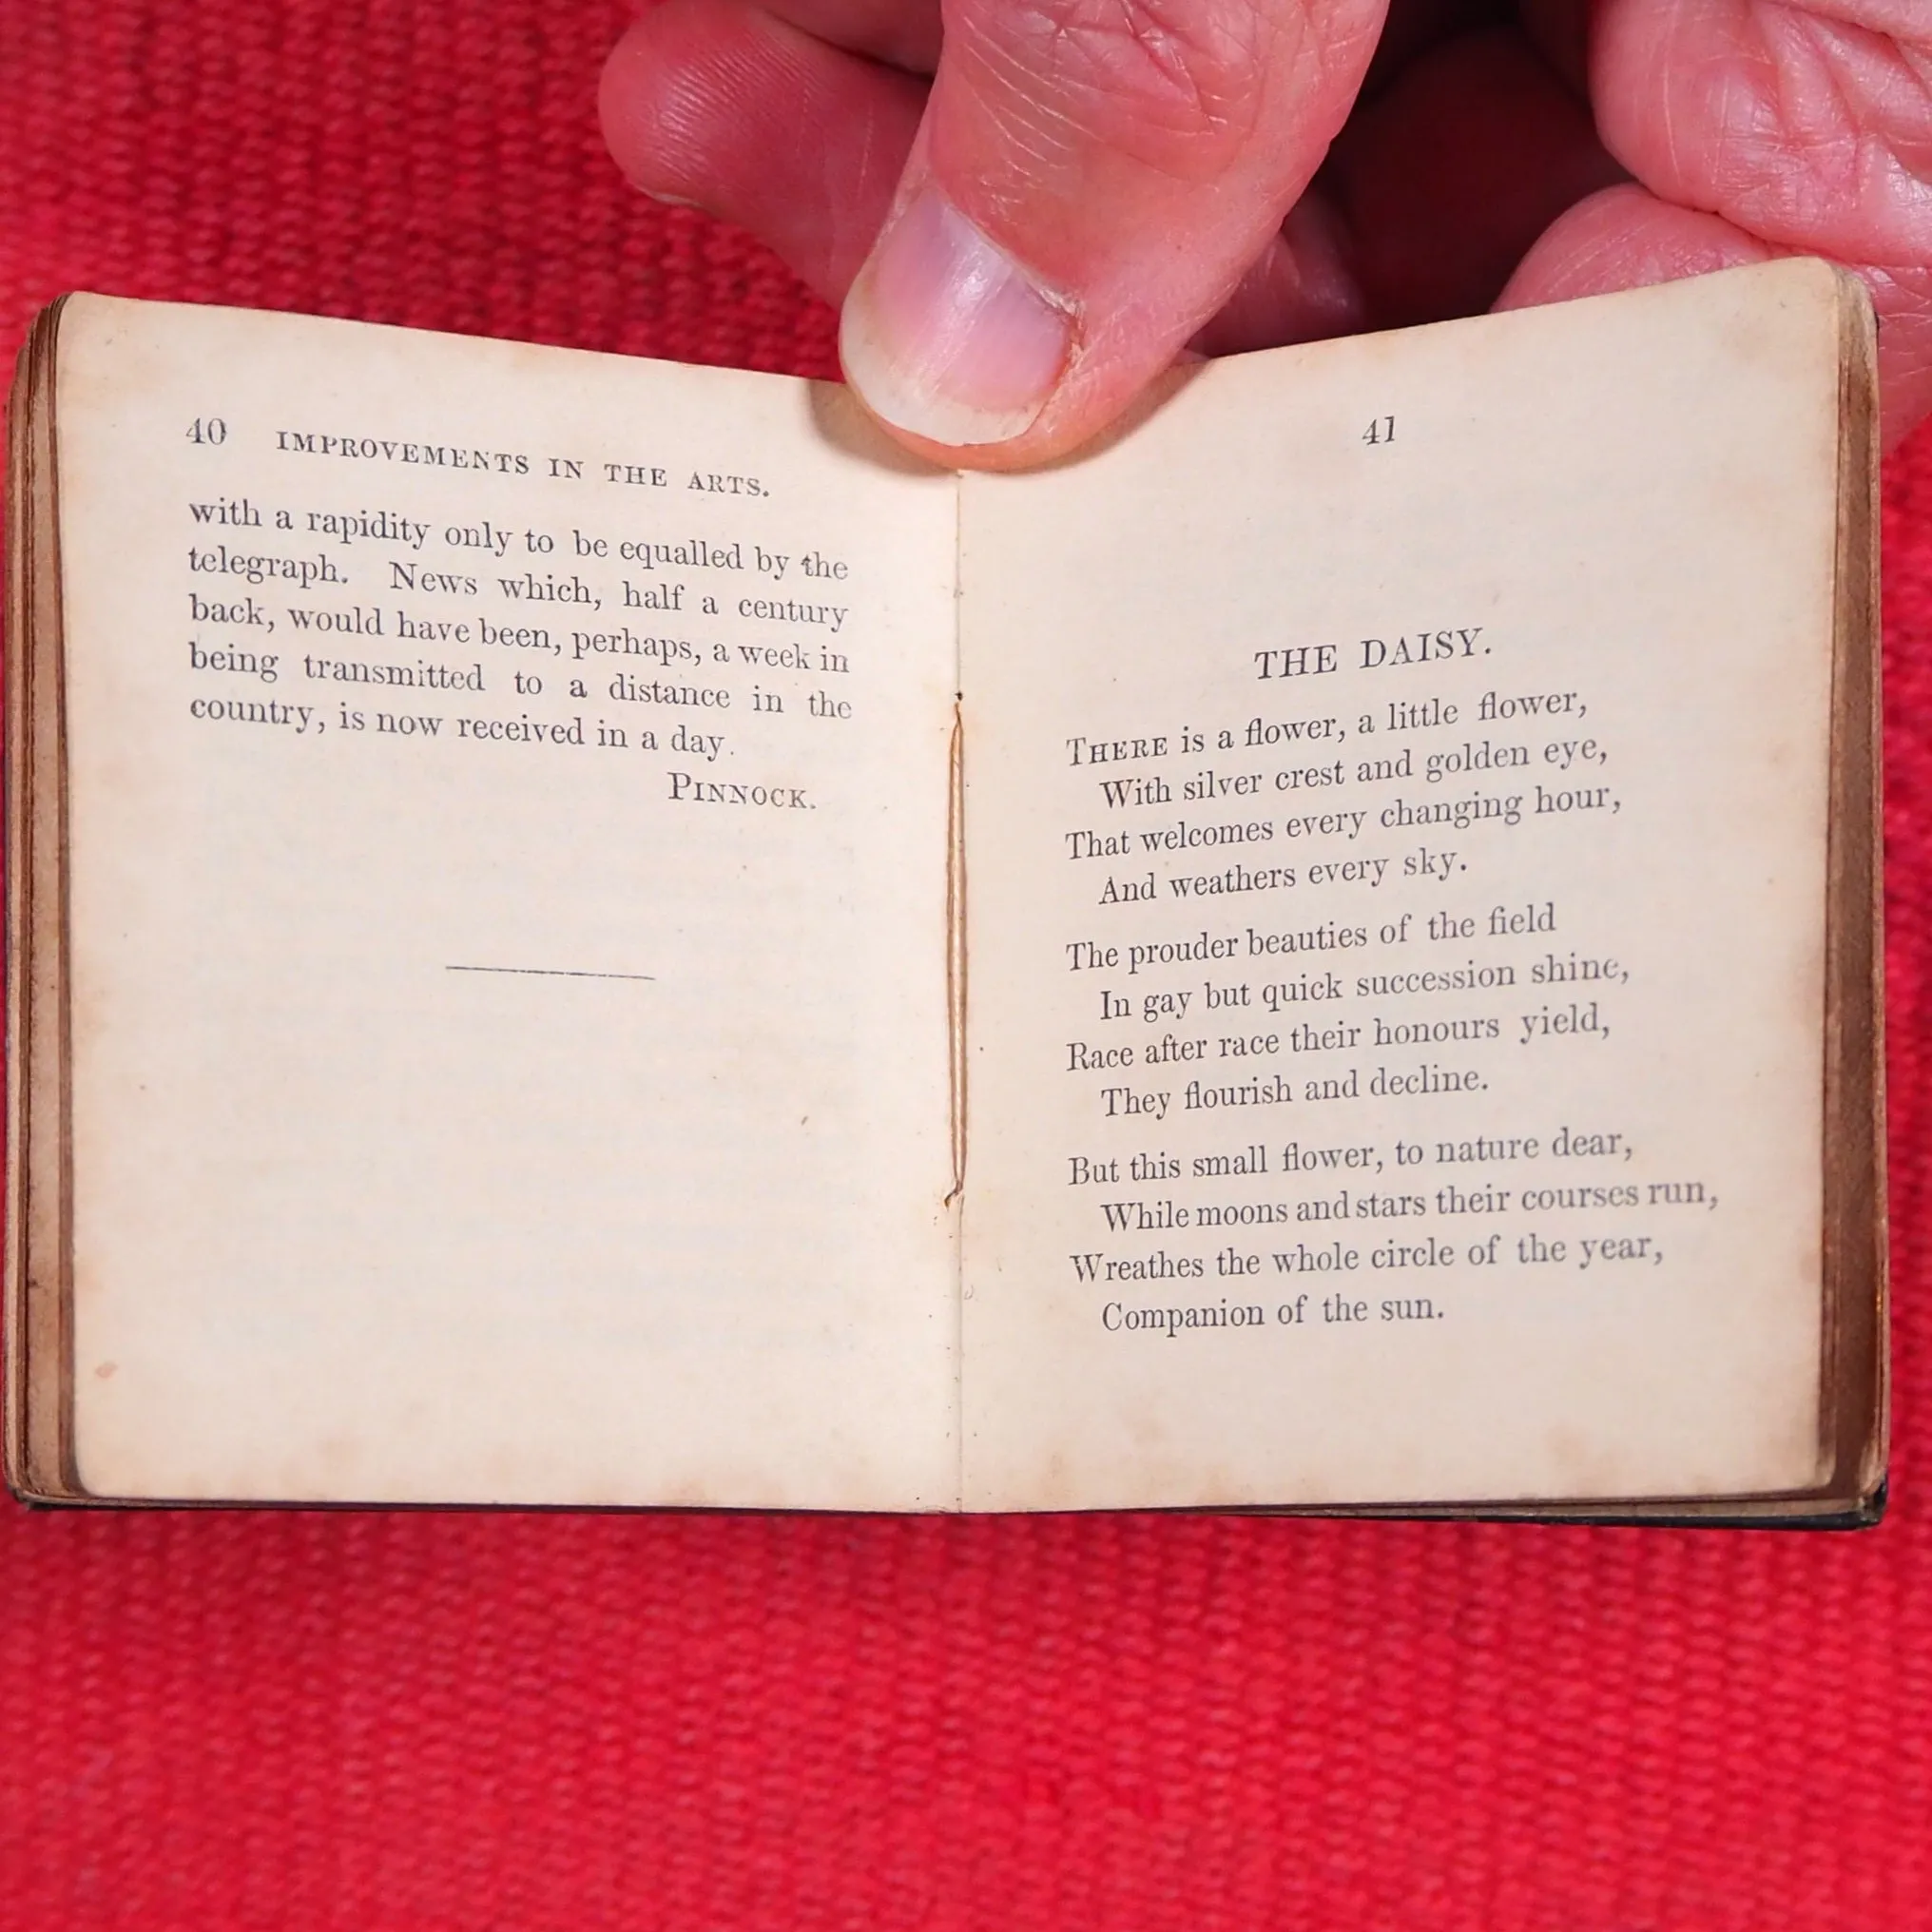 40 IMPROVEMENTS IN THE ARTS.
with a rapidity only to be equalled by the
telegraph. News which, half a century
back, would have been, perhaps, a week in
being transmitted to a distance in the
country, is now received in a day.
PINNOCK.
41
THE DAISY.
THERE is a flower, a little flower,
With silver crest and golden eye,
That welcomes every changing hour,
And weathers every sky.
The prouder beauties of the field
In gay but quick succession shine,
Race after race their honours yield,
They flourish and decline.
But this small flower, to nature dear,
While moons and stars their courses run,
Wreathes the whole circle of the year,
Companion of the sun.